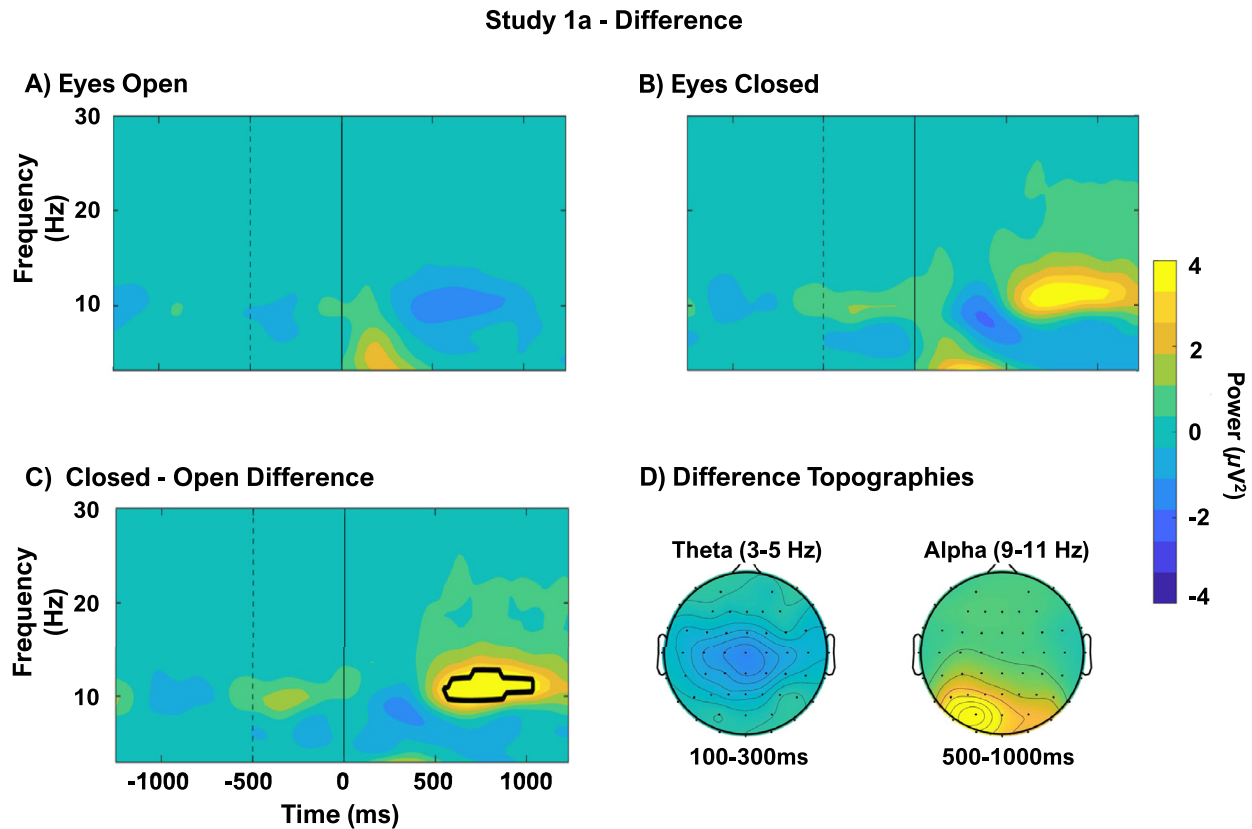 Study 1a - Difference
A) Eyes Open
B) Eyes Closed
30
20
10
Frequency
(Hz)
4
2
0
-2
-4
Power (µV²)
C) Closed - Open Difference
D) Difference Topographies
30
20
10
Frequency
(Hz)
-1000 -500 0 500 1000
Time (ms)
Theta (3-5 Hz)
Alpha (9-11 Hz)
100-300ms
500-1000ms